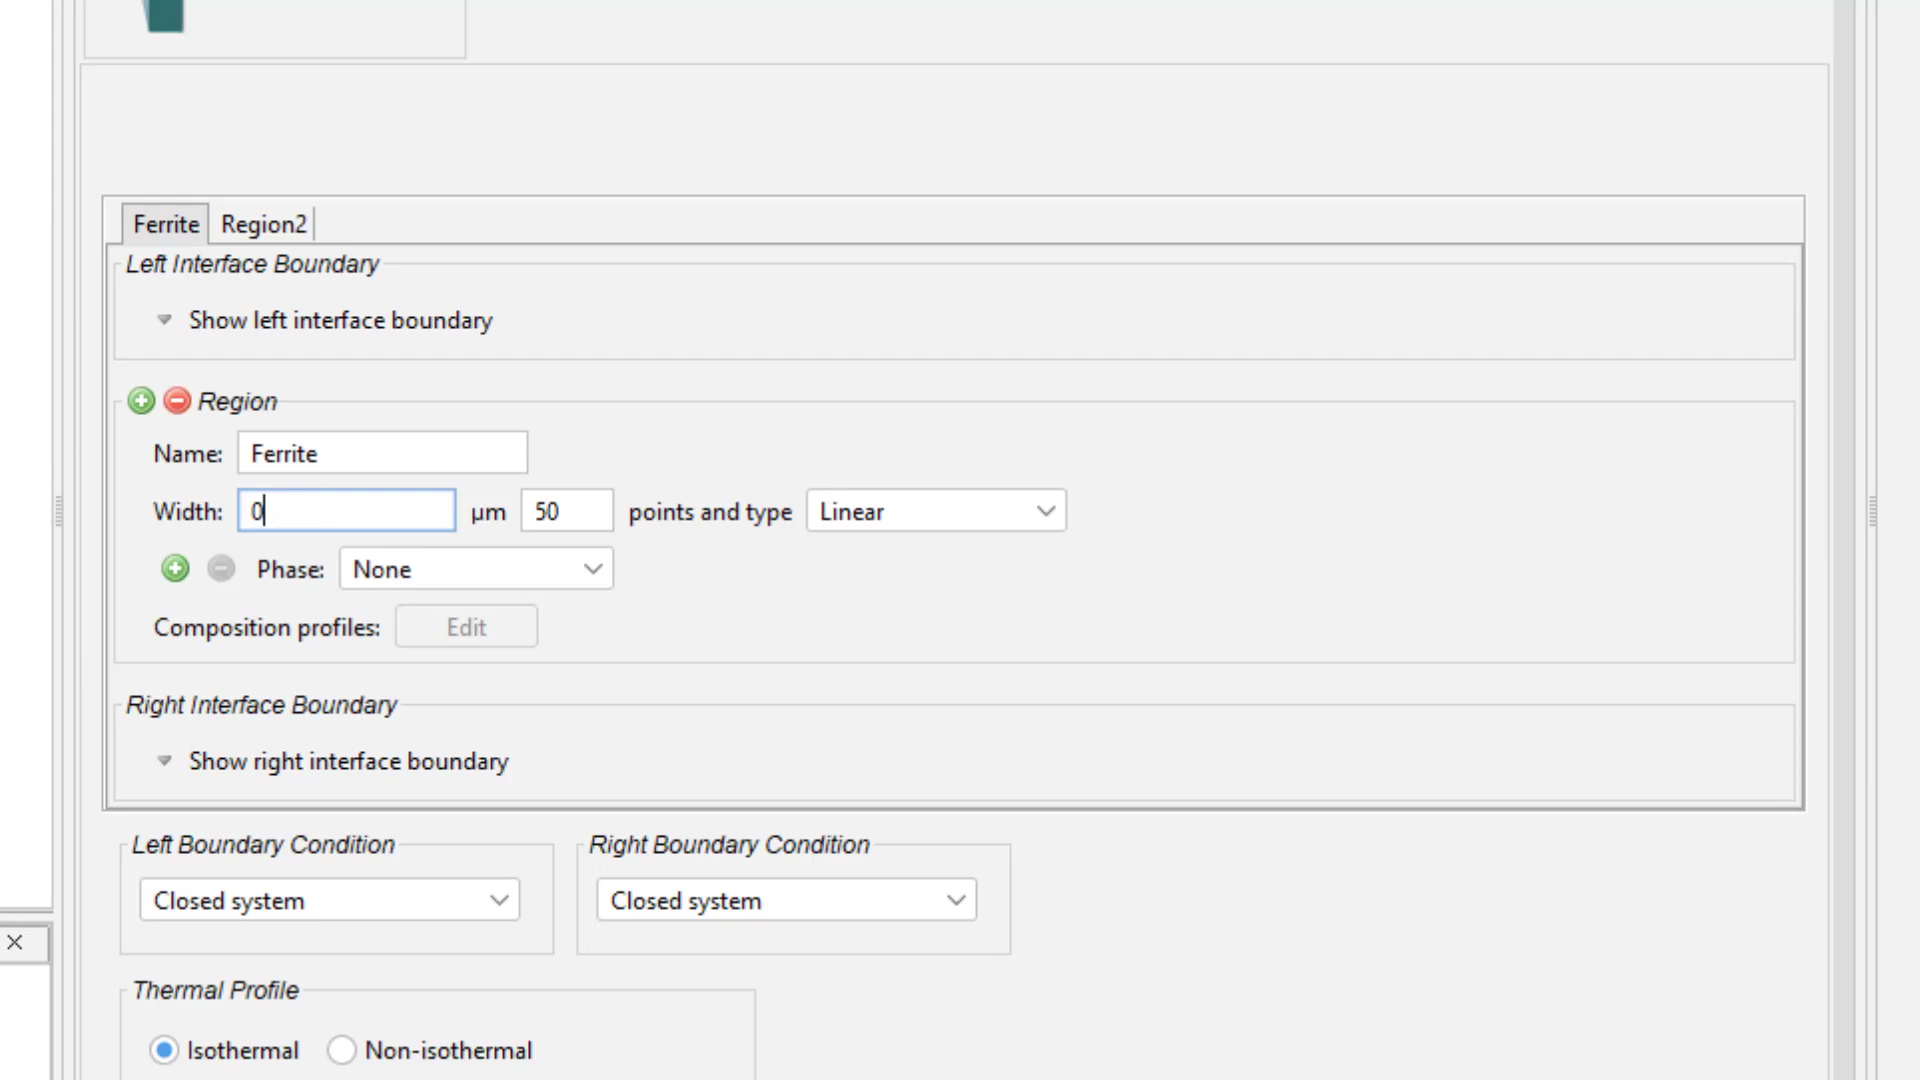 Ferrite Region2
Left Interface Boundary
Show left interface boundary
Region
Name: Ferrite
Width: 0 µm 50 points and type Linear
Phase: None
Composition profiles: Edit
Right Interface Boundary
Show right interface boundary
Left Boundary Condition Right Boundary Condition
Closed system Closed system
Thermal Profile
Isothermal Non-isothermal